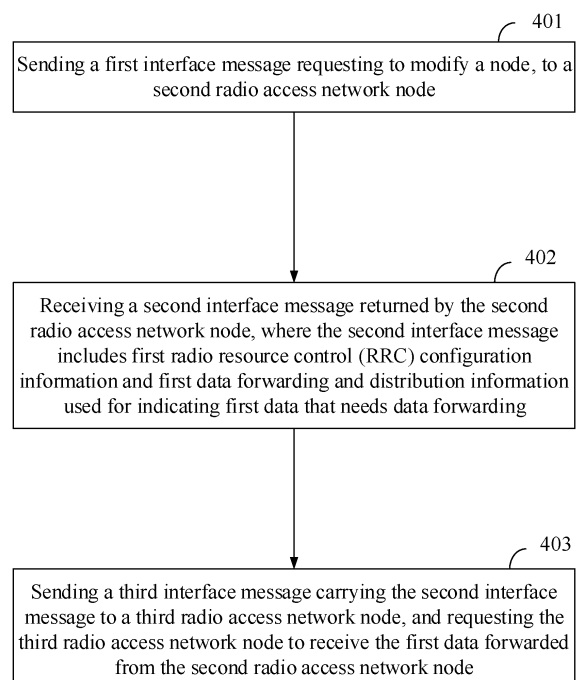 401
Sending a first interface message requesting to modify a node, to a
second radio access network node
402
Receiving a second interface message returned by the second
radio access network node, where the second interface message
includes first radio resource control (RRC) configuration
information and first data forwarding and distribution information
used for indicating first data that needs data forwarding
403
Sending a third interface message carrying the second interface
message to a third radio access network node, and requesting the
third radio access network node to receive the first data forwarded
from the second radio access network node